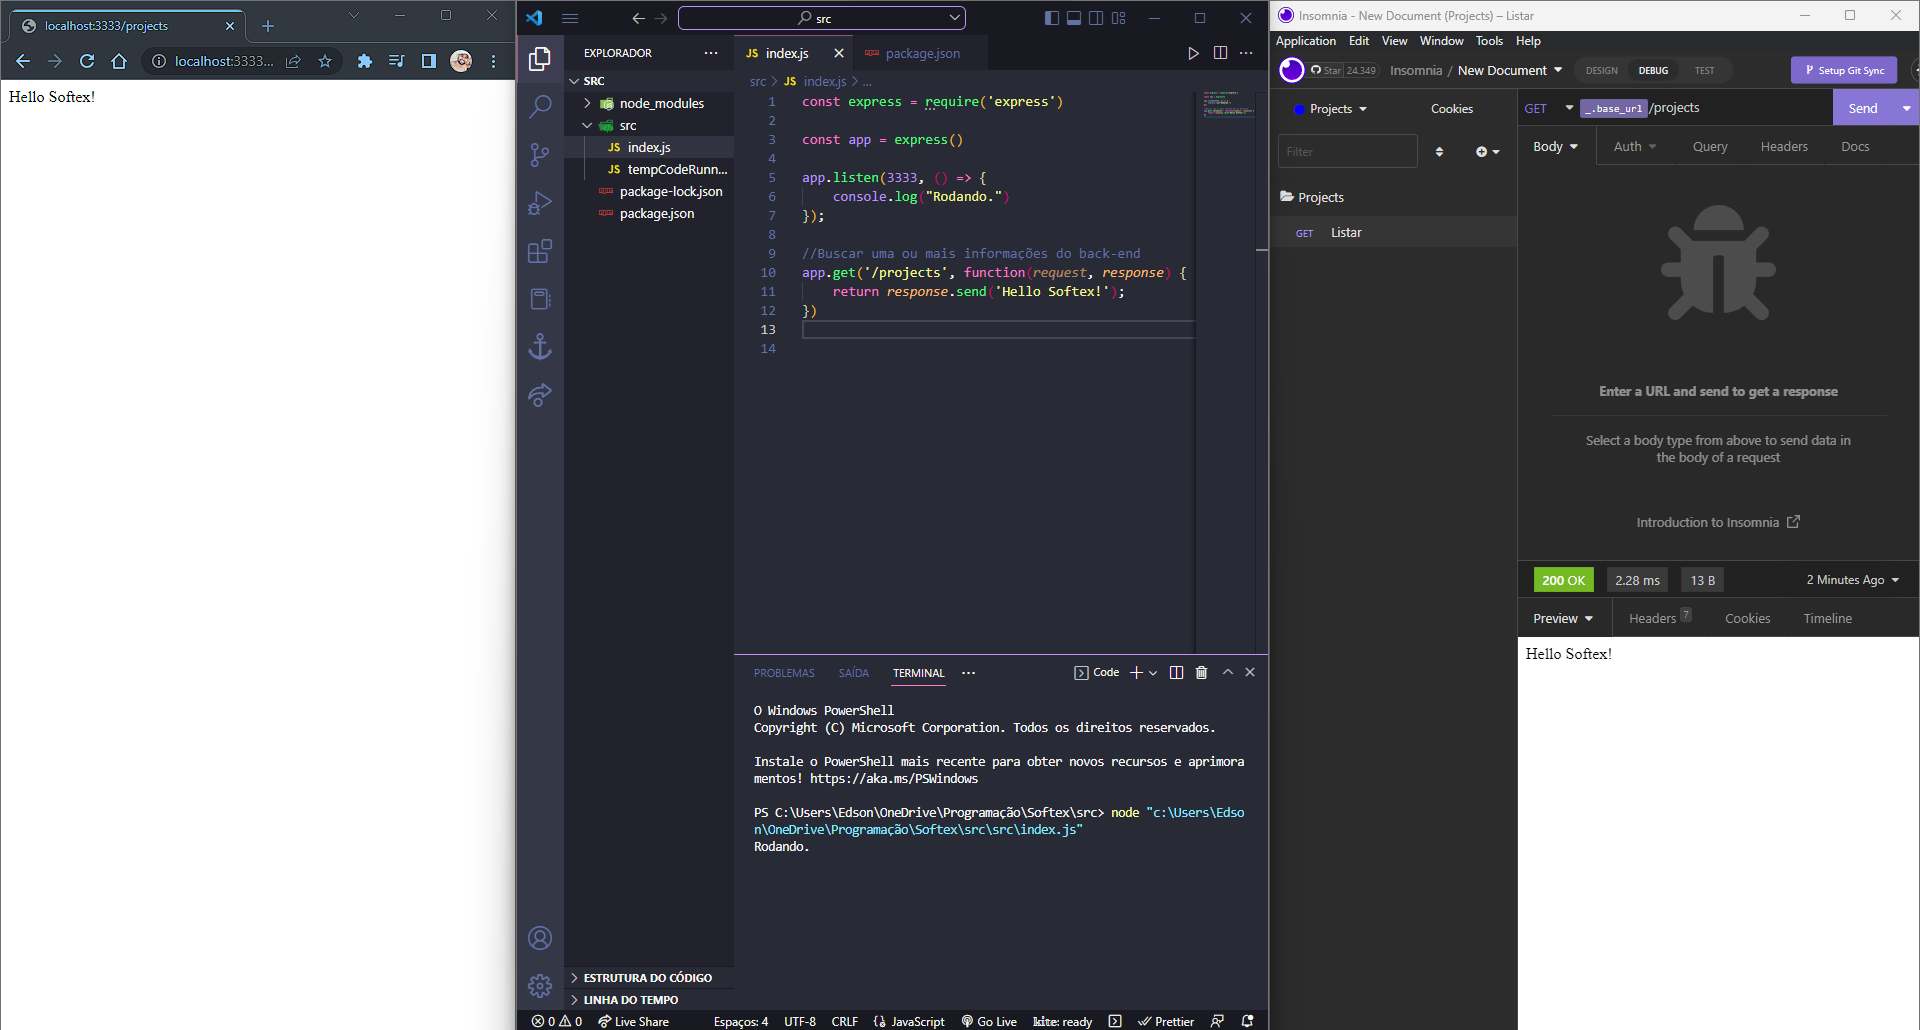 localhost:3333/projects
localhost:3333...
Hello Softex!
src
EXPLORADOR
SRC
node_modules
src
index.js
tempCodeRunn...
package-lock.json
package.json
ESTRUTURA DO CÓDIGO
LINHA DO TEMPO
index.js
package.json
src > index.js > ...
1 const express = require('express')
2
3 const app = express()
4
5 app.listen(3333, () => {
6 console.log("Rodando.")
7 });
8
9 //Buscar uma ou mais informações do back-end
10 app.get('/projects', function(request, response) {
11 return response.send('Hello Softex!');
12 })
13
14
PROBLEMAS SAÍDA TERMINAL
Code
O Windows PowerShell
Copyright (C) Microsoft Corporation. Todos os direitos reservados.
Instale o PowerShell mais recente para obter novos recursos e aprimora
mentos! https://aka.ms/PSWindows
PS C:\Users\Edson\OneDrive\Programação\Softex\src> node "c:\Users\Edso
n\OneDrive\Programação\Softex\src\src\index.js"
Rodando.
0 0 Live Share Espaços: 4 UTF-8 CRLF {} JavaScript Go Live kite: ready Prettier
Insomnia - New Document (Projects) – Listar
Application Edit View Window Tools Help
Star 24.349 Insomnia / New Document DESIGN DEBUG TEST Setup Git Sync
Projects Cookies
Filter
Projects
GET Listar
GET _.base_url /projects Send
Body Auth Query Headers Docs
Enter a URL and send to get a response
Select a body type from above to send data in
the body of a request
Introduction to Insomnia
200 OK 2.28 ms 13 B 2 Minutes Ago
Preview Headers 7 Cookies Timeline
Hello Softex!